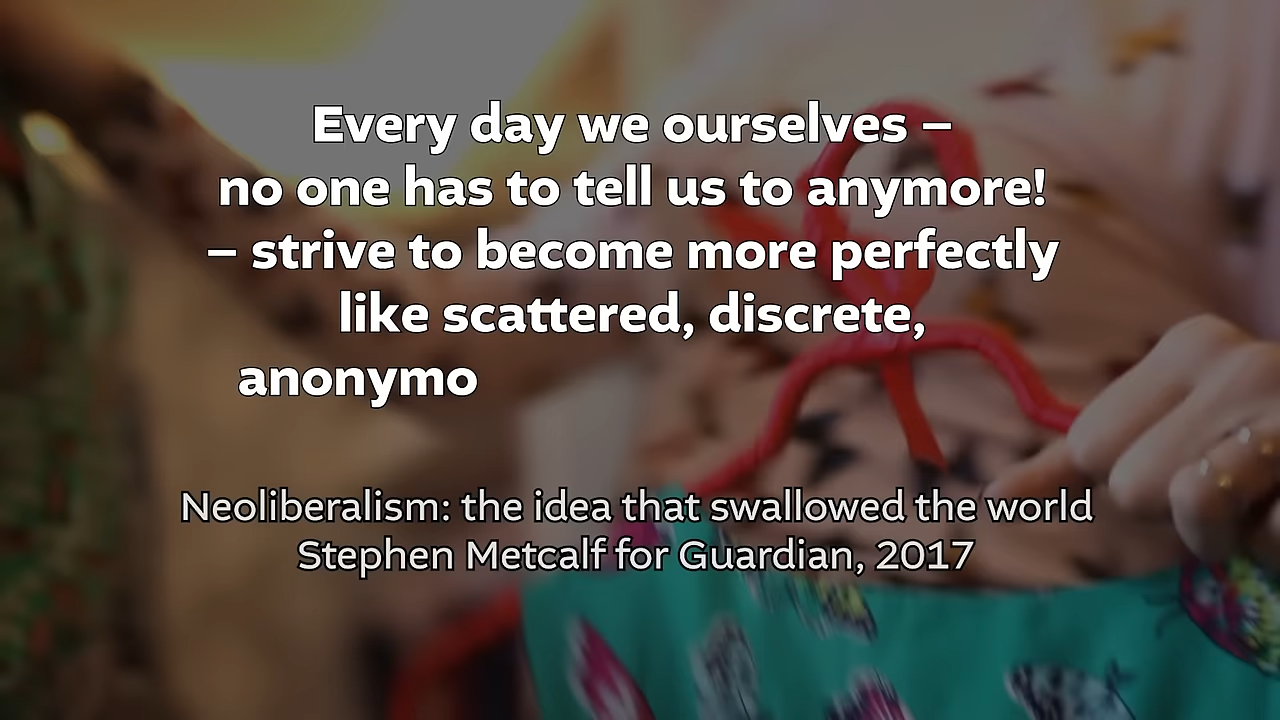 Every day we ourselves –
no one has to tell us to anymore!
– strive to become more perfectly
like scattered, discrete,
anonymo
Neoliberalism: the idea that swallowed the world
Stephen Metcalf for Guardian, 2017